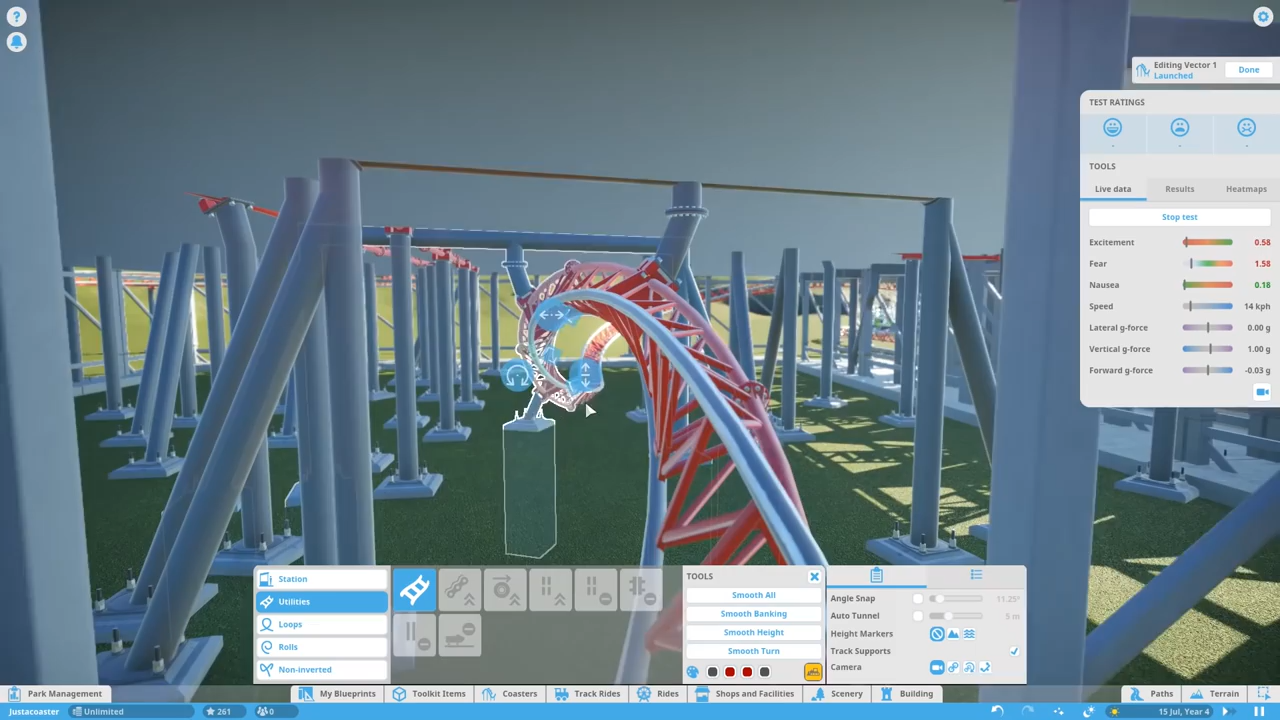 ?
Editing Vector 1
Launched
Done
TEST RATINGS
- - -
TOOLS
Live data Results Heatmaps
Stop test
Excitement 0.58
Fear 1.58
Nausea 0.18
Speed 14 kph
Lateral g-force 0.00 g
Vertical g-force 1.00 g
Forward g-force -0.03 g
Station
Utilities
Loops
Rolls
Non-inverted
TOOLS
Smooth All
Smooth Banking
Smooth Height
Smooth Turn
Angle Snap 11.25°
Auto Tunnel 5 m
Height Markers
Track Supports
Camera
Park Management My Blueprints Toolkit Items Coasters Track Rides Rides Shops and Facilities Scenery Building Paths Terrain
Justacoaster Unlimited 261 0 15 Jul, Year 4